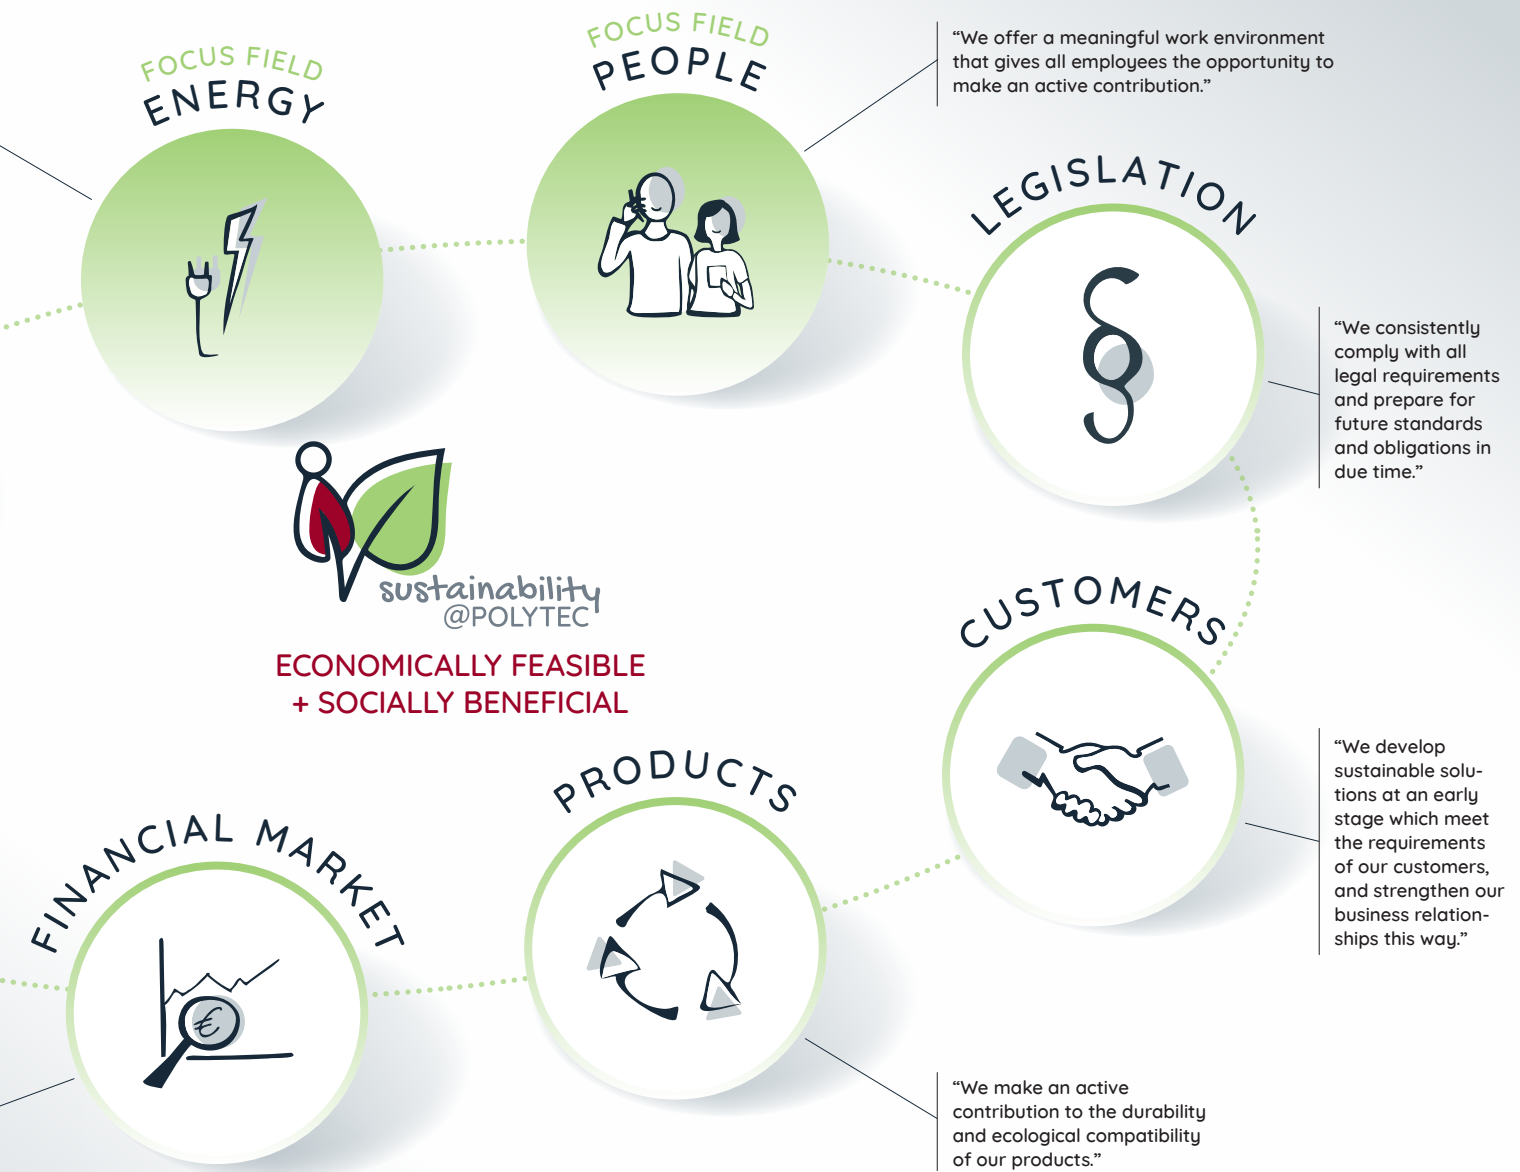 FOCUS FIELD
ENERGY
FOCUS FIELD
PEOPLE
“We offer a meaningful work environment
that gives all employees the opportunity to
make an active contribution.”
LEGISLATION
§
“We consistently
comply with all
legal requirements
and prepare for
future standards
and obligations in
due time.”
sustainability
@POLYTEC
ECONOMICALLY FEASIBLE
+ SOCIALLY BENEFICIAL
CUSTOMERS
“We develop
sustainable solu-
tions at an early
stage which meet
the requirements
of our customers,
and strengthen our
business relation-
ships this way.”
PRODUCTS
“We make an active
contribution to the durability
and ecological compatibility
of our products.”
FINANCIAL MARKET
€